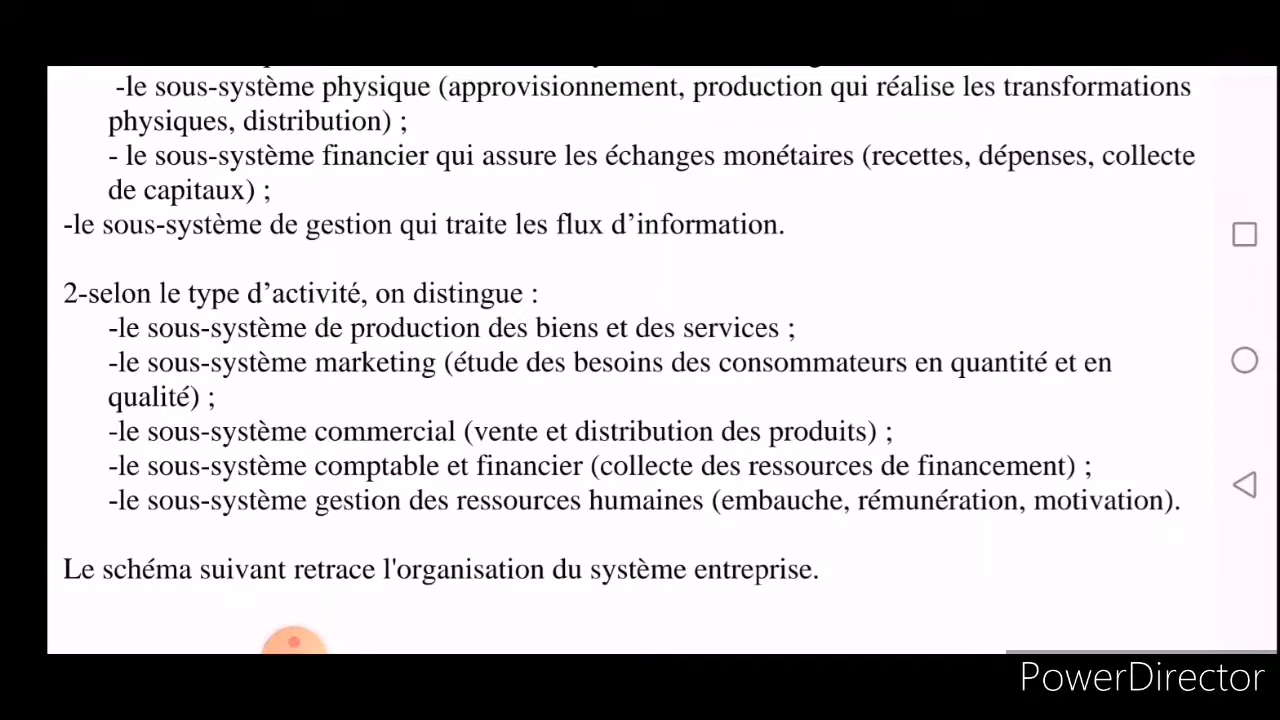 -le sous-système physique (approvisionnement, production qui réalise les transformations
physiques, distribution) ;
- le sous-système financier qui assure les échanges monétaires (recettes, dépenses, collecte
de capitaux) ;
-le sous-système de gestion qui traite les flux d’information.
2-selon le type d’activité, on distingue :
-le sous-système de production des biens et des services ;
-le sous-système marketing (étude des besoins des consommateurs en quantité et en
qualité) ;
-le sous-système commercial (vente et distribution des produits) ;
-le sous-système comptable et financier (collecte des ressources de financement) ;
-le sous-système gestion des ressources humaines (embauche, rémunération, motivation).
Le schéma suivant retrace l'organisation du système entreprise.
PowerDirector